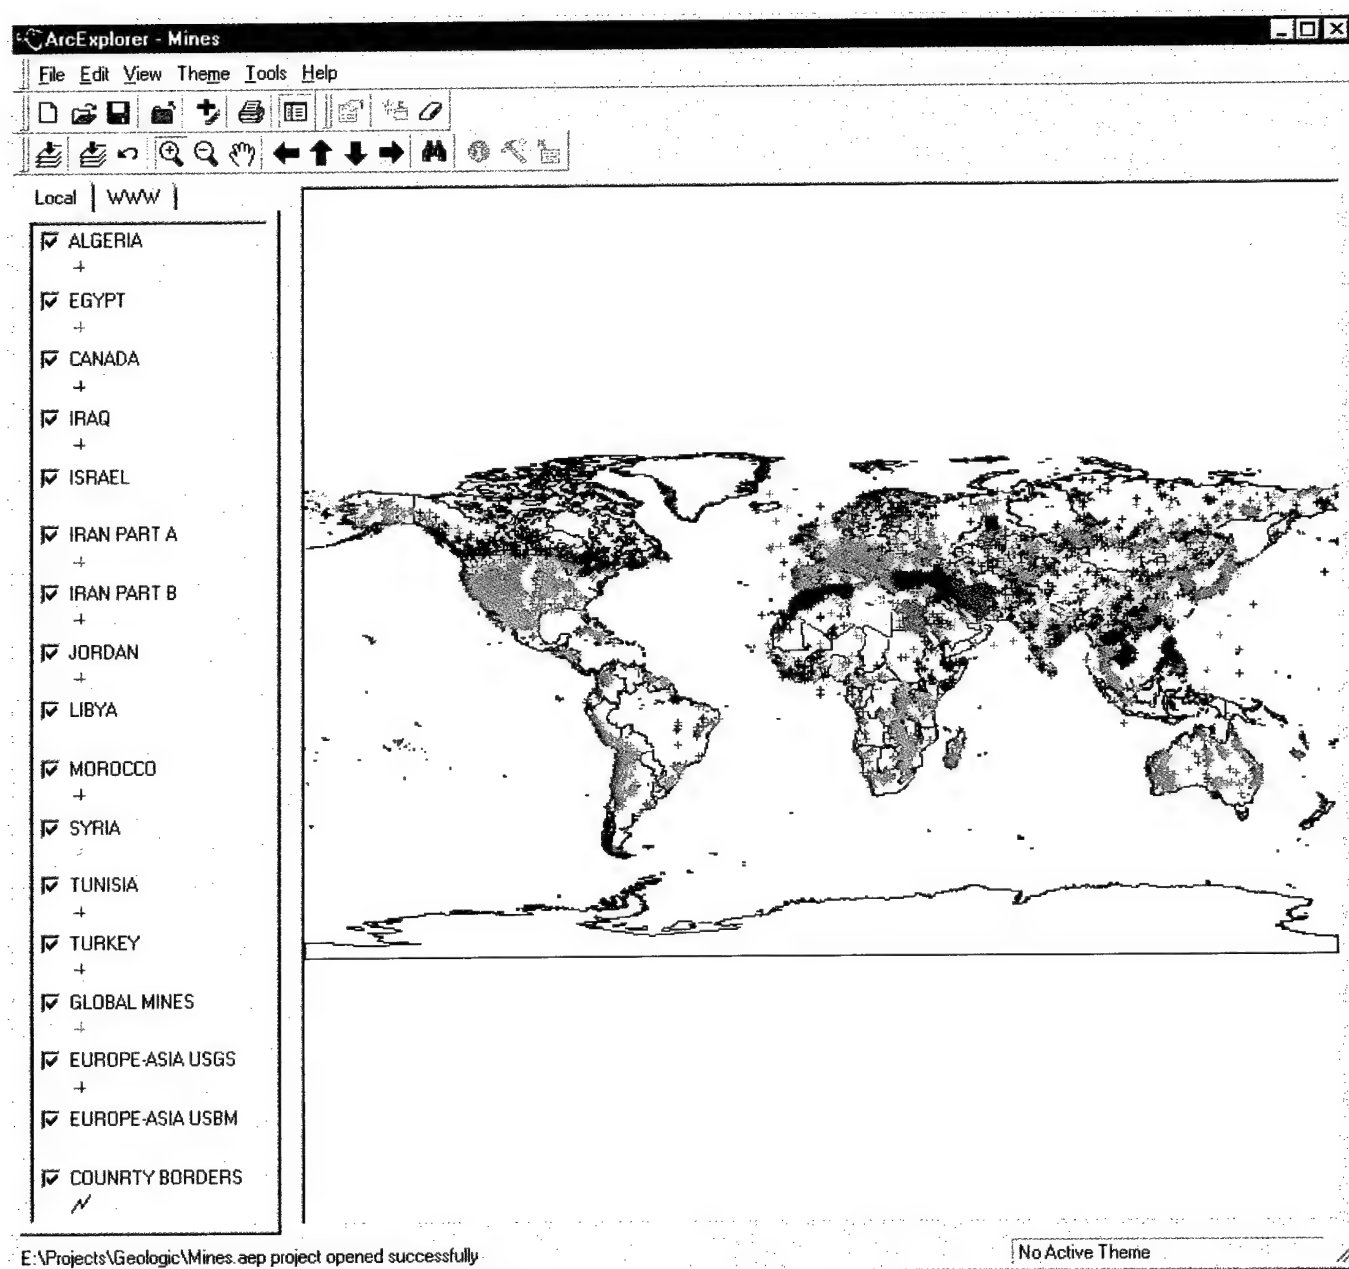 ArcExplorer - Mines
File Edit View Theme Tools Help
Local WWW
ALGERIA
EGYPT
CANADA
IRAQ
ISRAEL
IRAN PART A
IRAN PART B
JORDAN
LIBYA
MOROCCO
SYRIA
TUNISIA
TURKEY
GLOBAL MINES
EUROPE-ASIA USGS
EUROPE-ASIA USBM
COUNRTY BORDERS
E:\Projects\Geologic\Mines.aep project opened successfully
No Active Theme